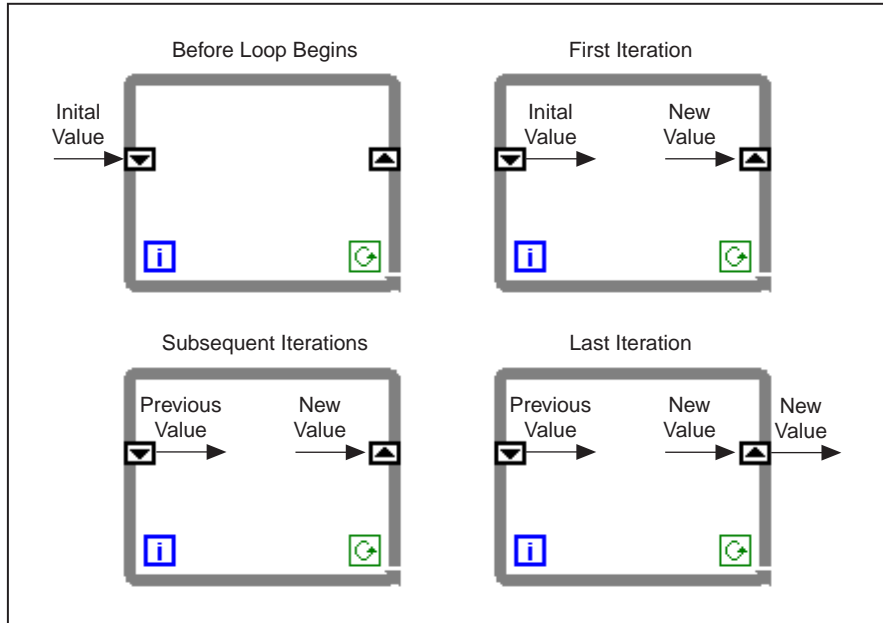 Before Loop Begins
Inital
Value
i
First Iteration
Inital
Value
New
Value
i
Subsequent Iterations
Previous
Value
New
Value
i
Last Iteration
Previous
Value
New
Value
New
Value
i